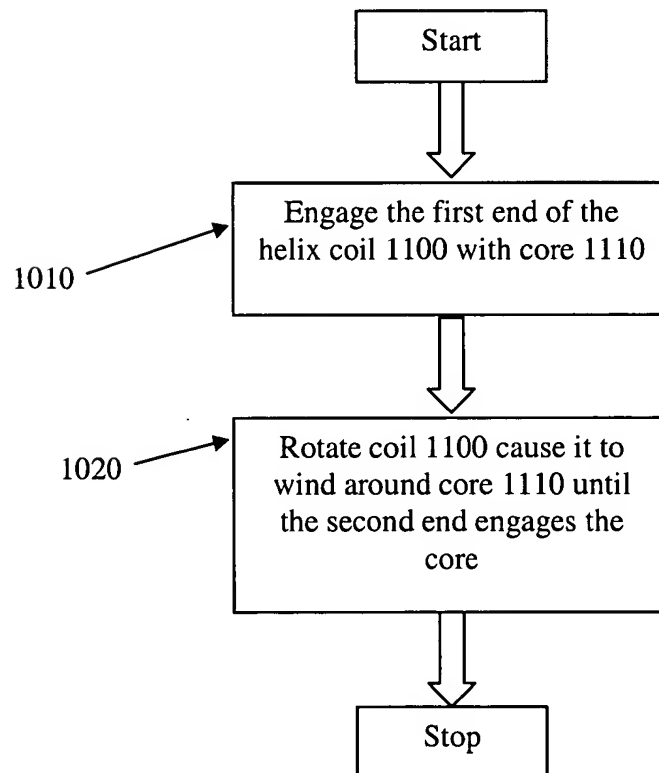 Start
Engage the first end of the
helix coil 1100 with core 1110
1010
Rotate coil 1100 cause it to
wind around core 1110 until
the second end engages the
core
1020
Stop